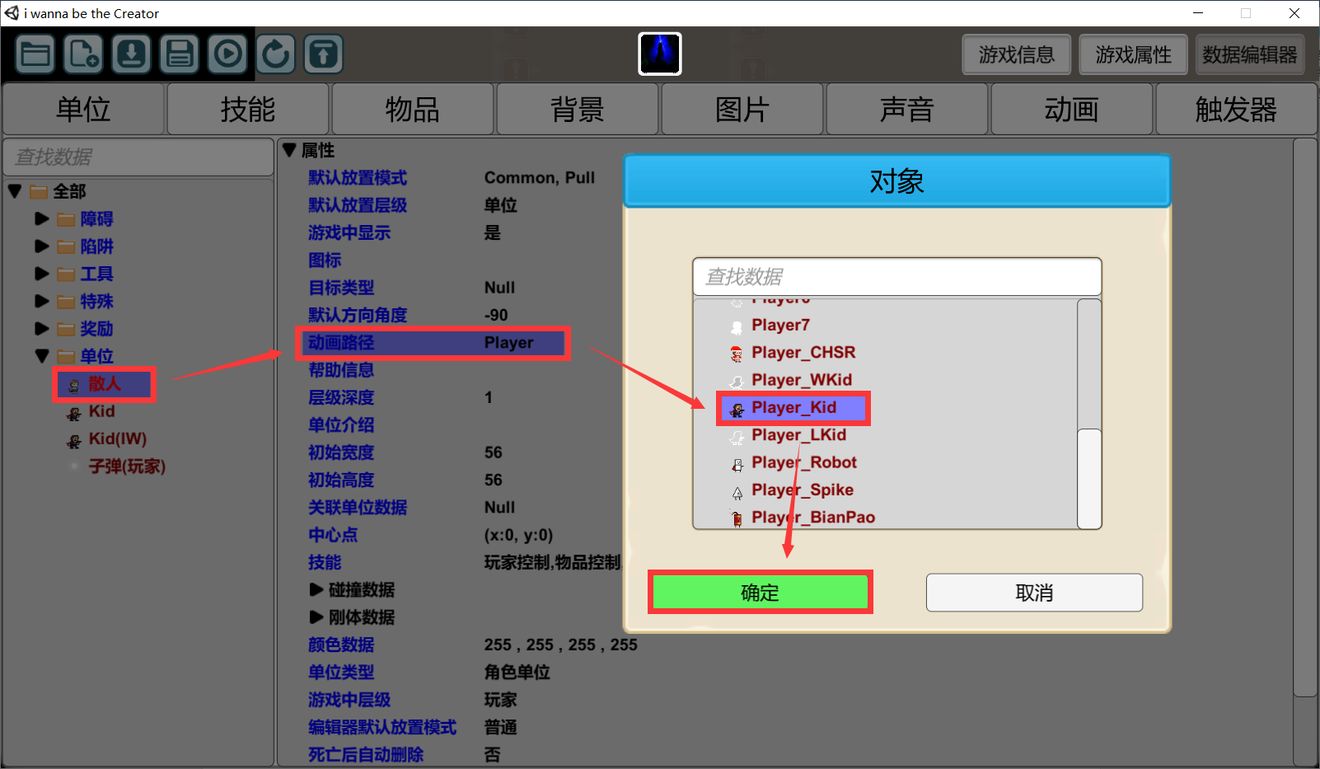 i wanna be the Creator
游戏信息
游戏属性
数据编辑器
单位
技能
物品
背景
图片
声音
动画
触发器
查找数据
全部
障碍
陷阱
工具
特殊
奖励
单位
散人
Kid
Kid(IW)
子弹(玩家)
属性
默认放置模式 Common, Pull
默认放置层级 单位
游戏中显示 是
图标
目标类型 Null
默认方向角度 -90
动画路径 Player
帮助信息
层级深度 1
单位介绍
初始宽度 56
初始高度 56
关联单位数据 Null
中心点 (x:0, y:0)
技能 玩家控制,物品控制
碰撞数据
刚体数据
颜色数据 255 , 255 , 255 , 255
单位类型 角色单位
游戏中层级 玩家
编辑器默认放置模式 普通
死亡后自动删除 否
对象
查找数据
Player6
Player7
Player_CHSR
Player_WKid
Player_Kid
Player_LKid
Player_Robot
Player_Spike
Player_BianPao
确定
取消